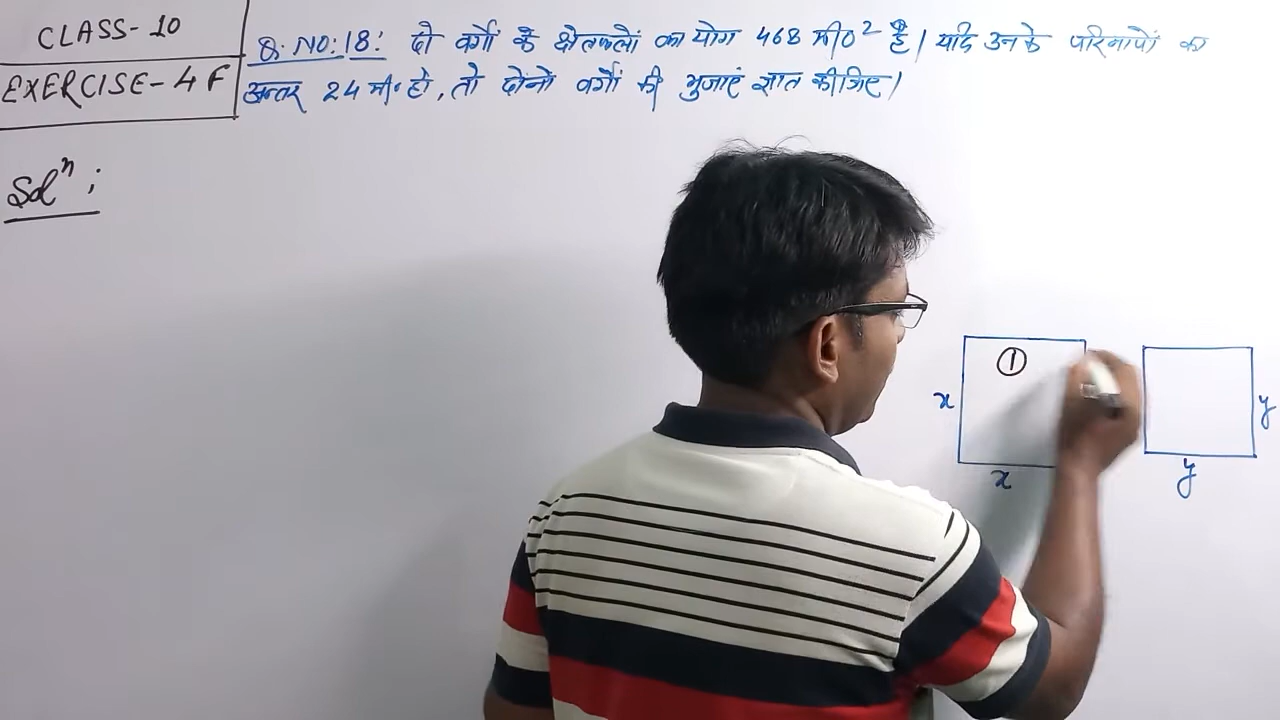 CLASS-10
EXERCISE-4F
Q. NO:18: दो वर्गों के क्षेत्रफलों का योग 468 मी०² है। यदि उनके परिमापों का
अन्तर 24 मी० हो, तो दोनो वर्गों की भुजाएं ज्ञात कीजिए।
Solⁿ;
①
x
x
y
y